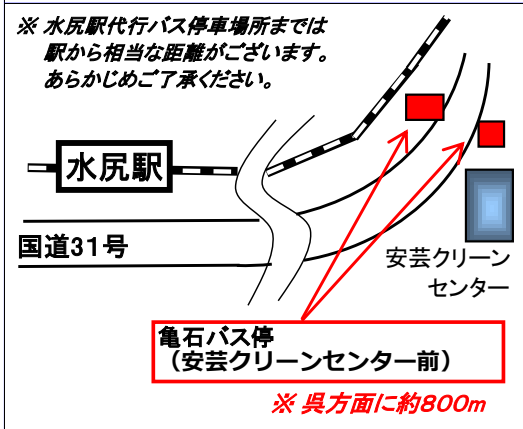 ※ 水尻駅代行バス停車場所までは
駅から相当な距離がございます。
あらかじめご了承ください。
水尻駅
国道31号
安芸クリーン
センター
亀石バス停
（安芸クリーンセンター前）
※ 呉方面に約800m